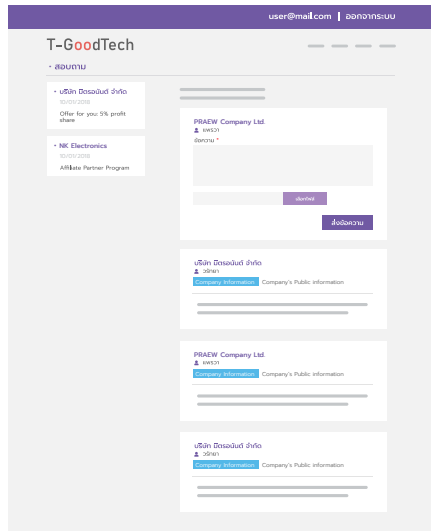 user@mail.com | ออกจากระบบ
T-GoodTech
• สอบถาม
• บริษัท มิตรอนันต์ จำกัด
10/01/2018
Offer for you: 5% profit share
• NK Electronics
10/01/2018
Affiliate Partner Program
PRAEW Company Ltd.
แพรวา
ข้อความ *
เลือกไฟล์
ส่งข้อความ
บริษัท มิตรอนันต์ จำกัด
วริทยา
Company Information Company's Public information
PRAEW Company Ltd.
แพรวา
Company Information Company's Public information
บริษัท มิตรอนันต์ จำกัด
วริทยา
Company Information Company's Public information